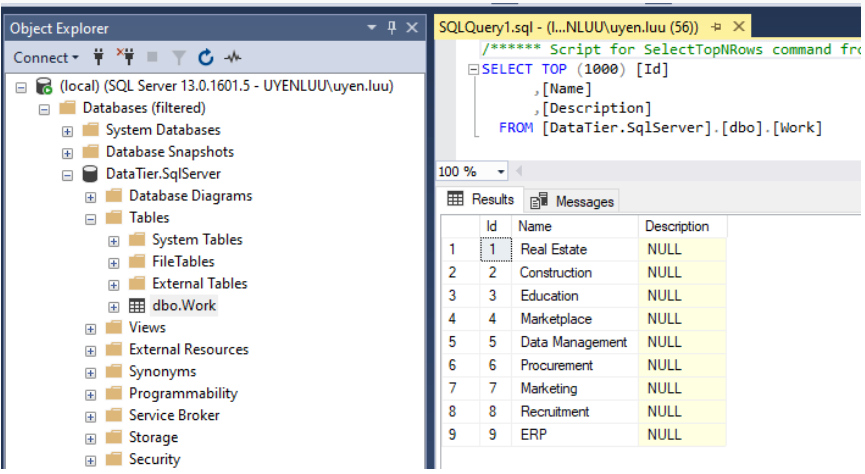 Object Explorer
Connect
(local) (SQL Server 13.0.1601.5 - UYENLUU\uyen.luu)
Databases (filtered)
System Databases
Database Snapshots
DataTier.SqlServer
Database Diagrams
Tables
System Tables
FileTables
External Tables
dbo.Work
Views
External Resources
Synonyms
Programmability
Service Broker
Storage
Security
SQLQuery1.sql - (l...NLUU\uyen.luu (56))
/****** Script for SelectTopNRows command fro
SELECT TOP (1000) [Id]
,[Name]
,[Description]
FROM [DataTier.SqlServer].[dbo].[Work]
100 %
Results Messages
Id Name Description
1 1 Real Estate NULL
2 2 Construction NULL
3 3 Education NULL
4 4 Marketplace NULL
5 5 Data Management NULL
6 6 Procurement NULL
7 7 Marketing NULL
8 8 Recruitment NULL
9 9 ERP NULL